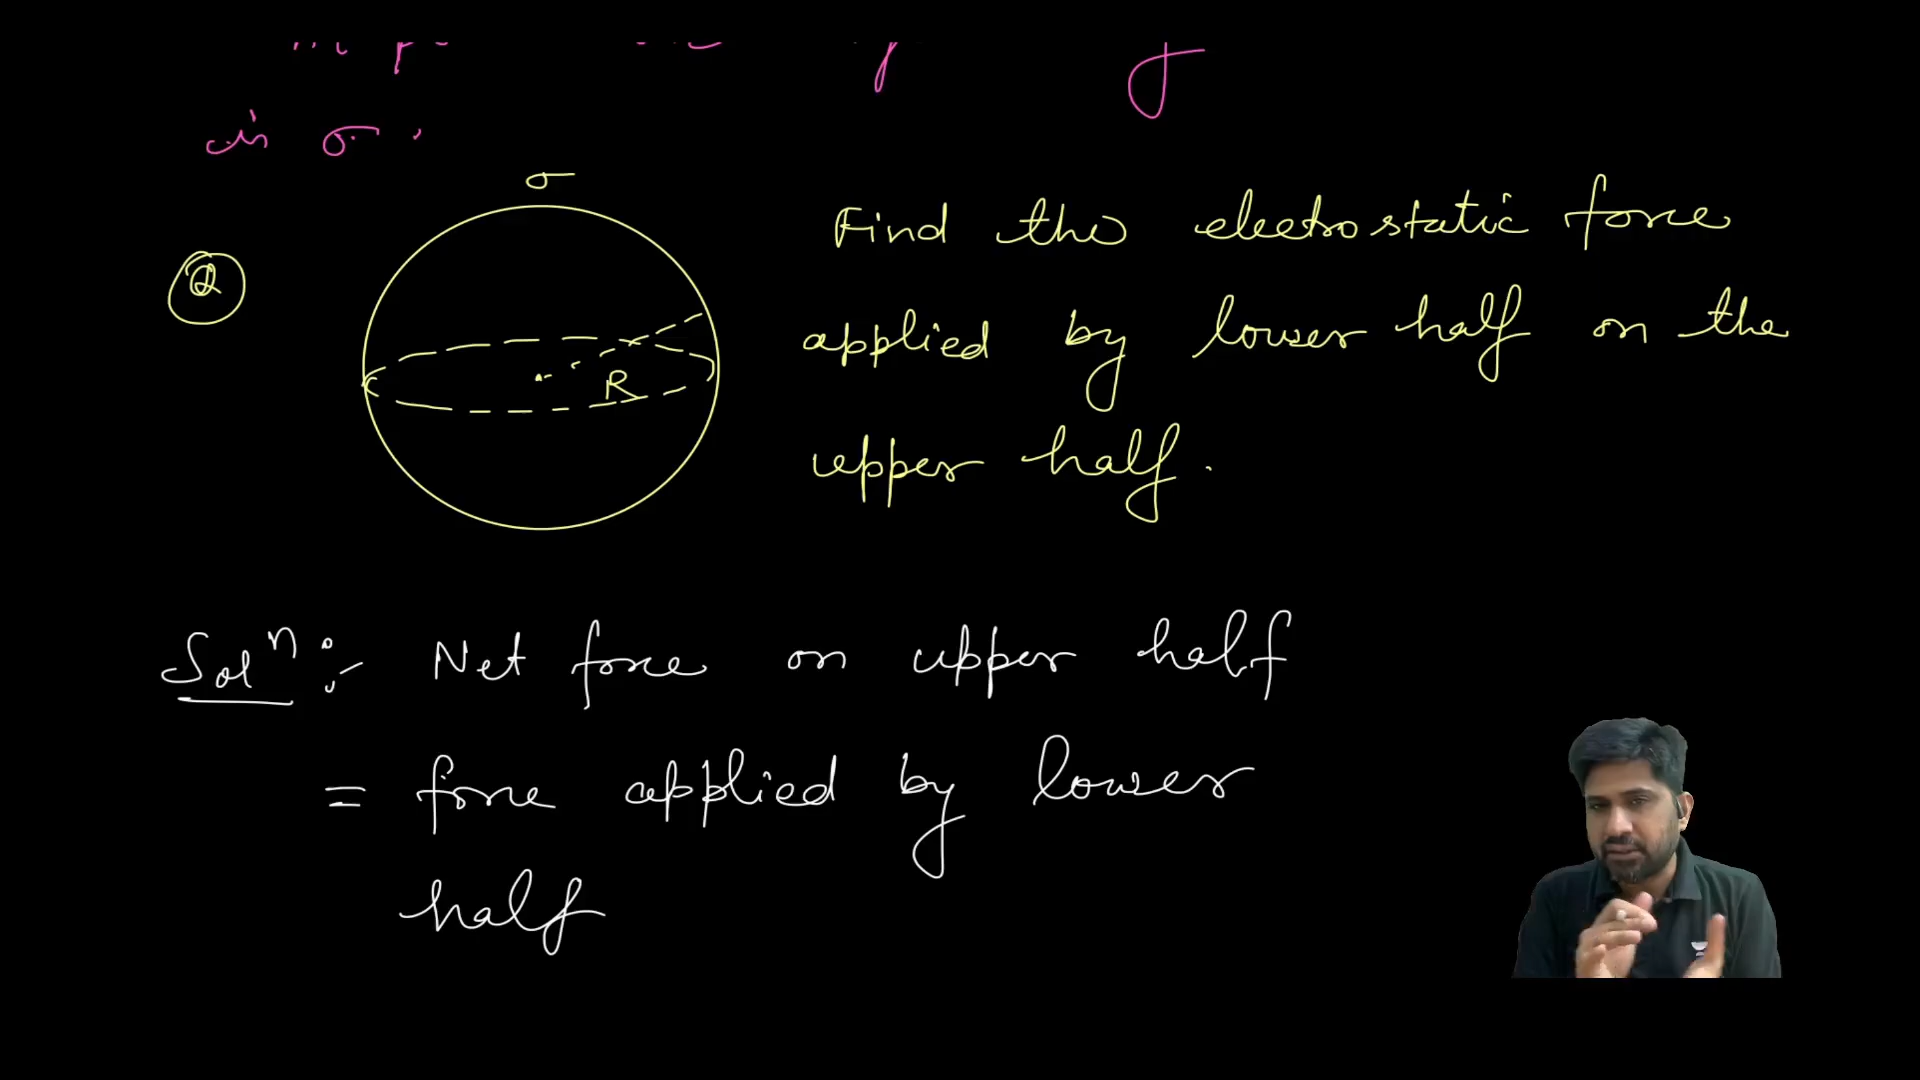 is σ.
σ
Q
Find the electrostatic force
applied by lower half on the
R
upper half.
Solⁿ:- Net force on upper half
= force applied by lower
half